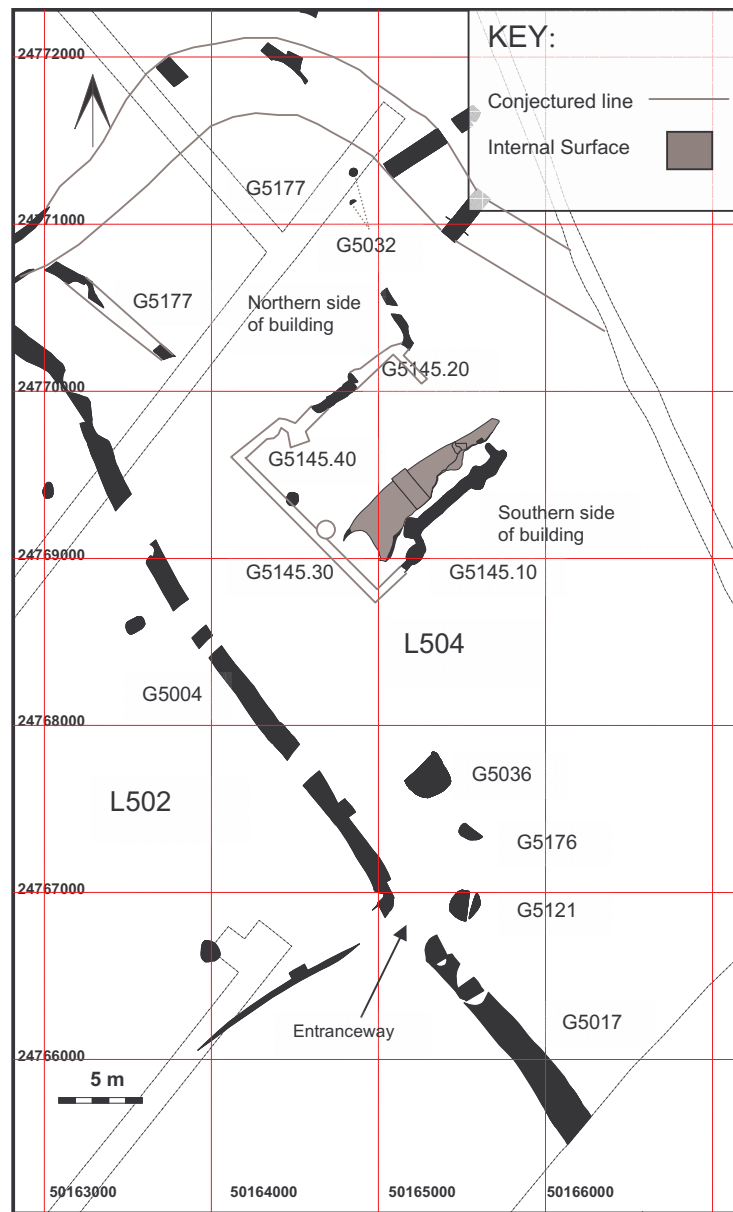 KEY:
24772000
Conjectured line
Internal Surface
G5177
24771000
G5032
G5177
Northern side
of building
G5145.20
24770000
G5145.40
Southern side
of building
24769000
G5145.30
G5145.10
L504
G5004
24768000
G5036
L502
G5176
24767000
G5121
G5017
Entranceway
24766000
5 m
50163000
50164000
50165000
50166000